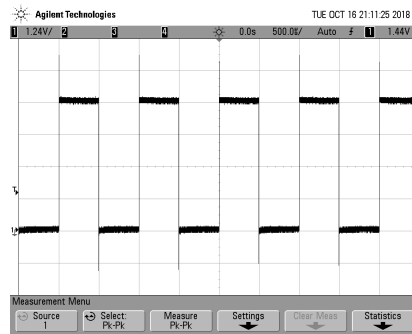 Agilent Technologies TUE OCT 16 21:11:25 2018
1 1.24V/ 2 3 4 0.0s 500.0⅟ Auto 1 1.44V
Measurement Menu
Source Select: Measure Settings Clear Meas Statistics
1 Pk-Pk Pk-Pk